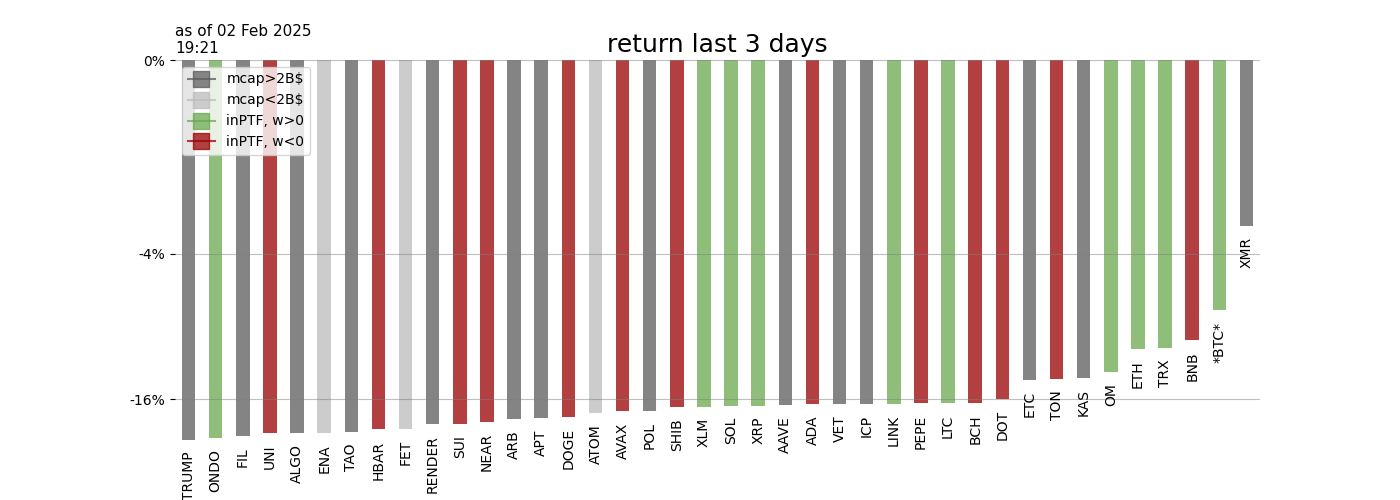 as of 02 Feb 2025
19:21
return last 3 days
0%
-4%
-16%
mcap>2B$
mcap<2B$
inPTF, w>0
inPTF, w<0
TRUMP
ONDO
FIL
UNI
ALGO
ENA
TAO
HBAR
FET
RENDER
SUI
NEAR
ARB
APT
DOGE
ATOM
AVAX
POL
SHIB
XLM
SOL
XRP
AAVE
ADA
VET
ICP
LINK
PEPE
LTC
BCH
DOT
ETC
TON
KAS
OM
ETH
TRX
BNB
*BTC*
XMR